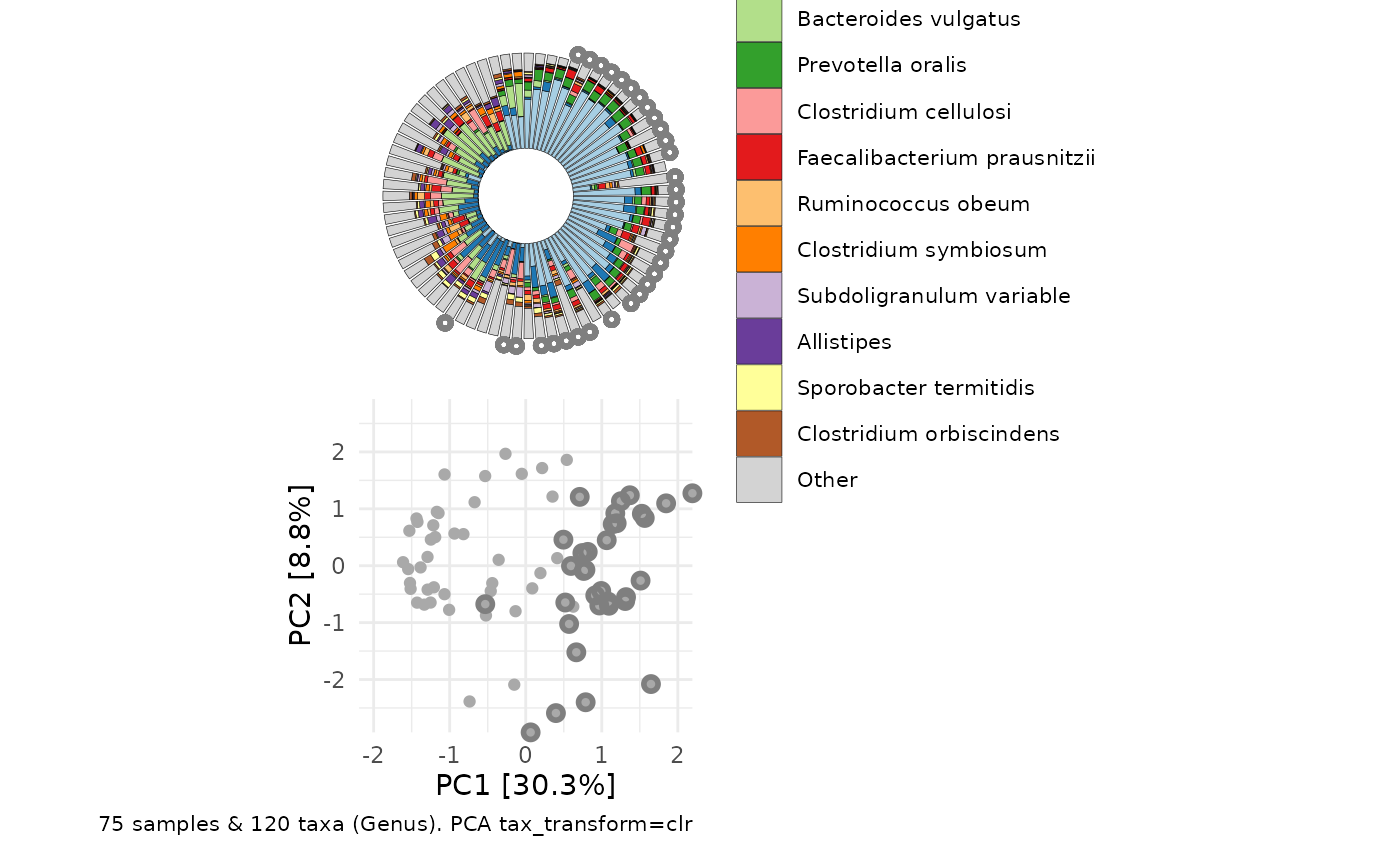 Bacteroides vulgatus
Prevotella oralis
Clostridium cellulosi
Faecalibacterium prausnitzii
Ruminococcus obeum
Clostridium symbiosum
Subdoligranulum variable
Allistipes
Sporobacter termitidis
Clostridium orbiscindens
Other
2
1
0
-1
-2
PC2 [8.8%]
-2 -1 0 1 2
PC1 [30.3%]
75 samples & 120 taxa (Genus). PCA tax_transform=clr